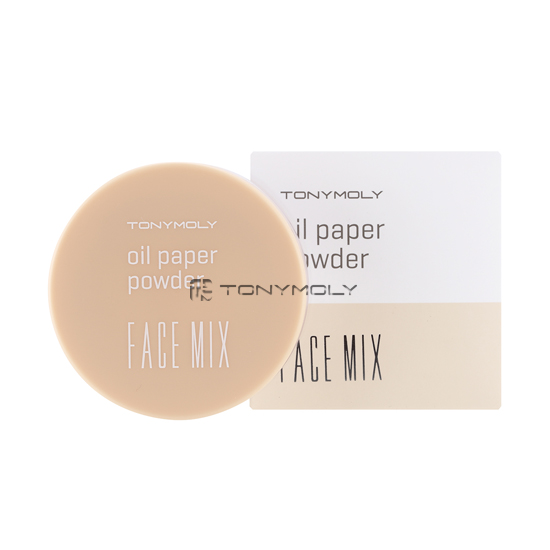 TONYMOLY
oil paper
powder
FACE MIX
TONYMOLY
il paper
owder
FACE MIX
TONYMOLY